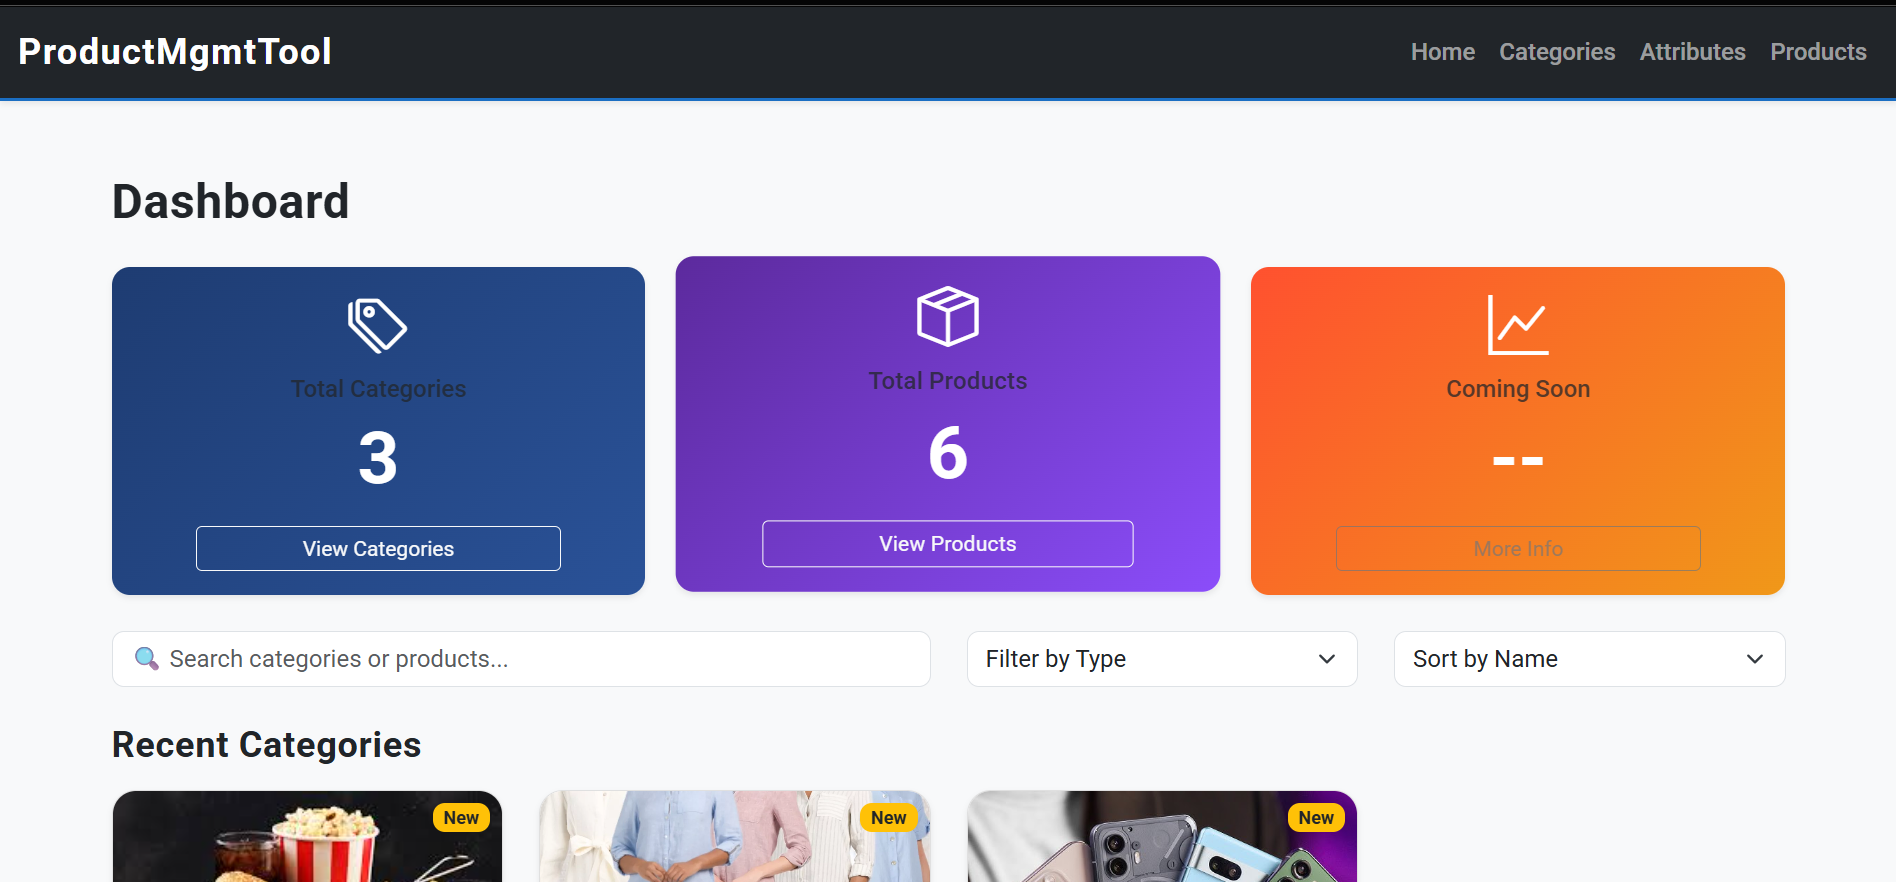 ProductMgmtTool
Home Categories Attributes Products
Dashboard
Total Categories
3
View Categories
Total Products
6
View Products
Coming Soon
--
More Info
Search categories or products...
Filter by Type
Sort by Name
Recent Categories
New
New
New